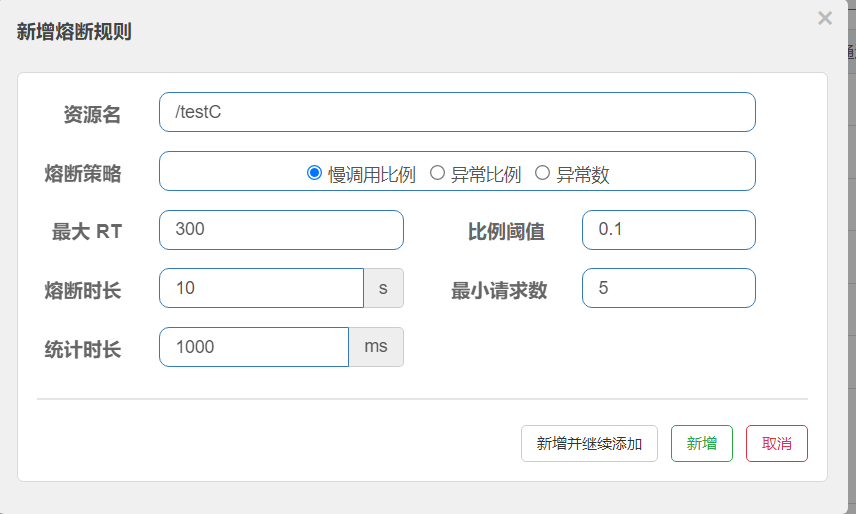 新增熔断规则
×
资源名 /testC
熔断策略 慢调用比例 异常比例 异常数
最大 RT 300 比例阈值 0.1
熔断时长 10 s 最小请求数 5
统计时长 1000 ms
新增并继续添加 新增 取消